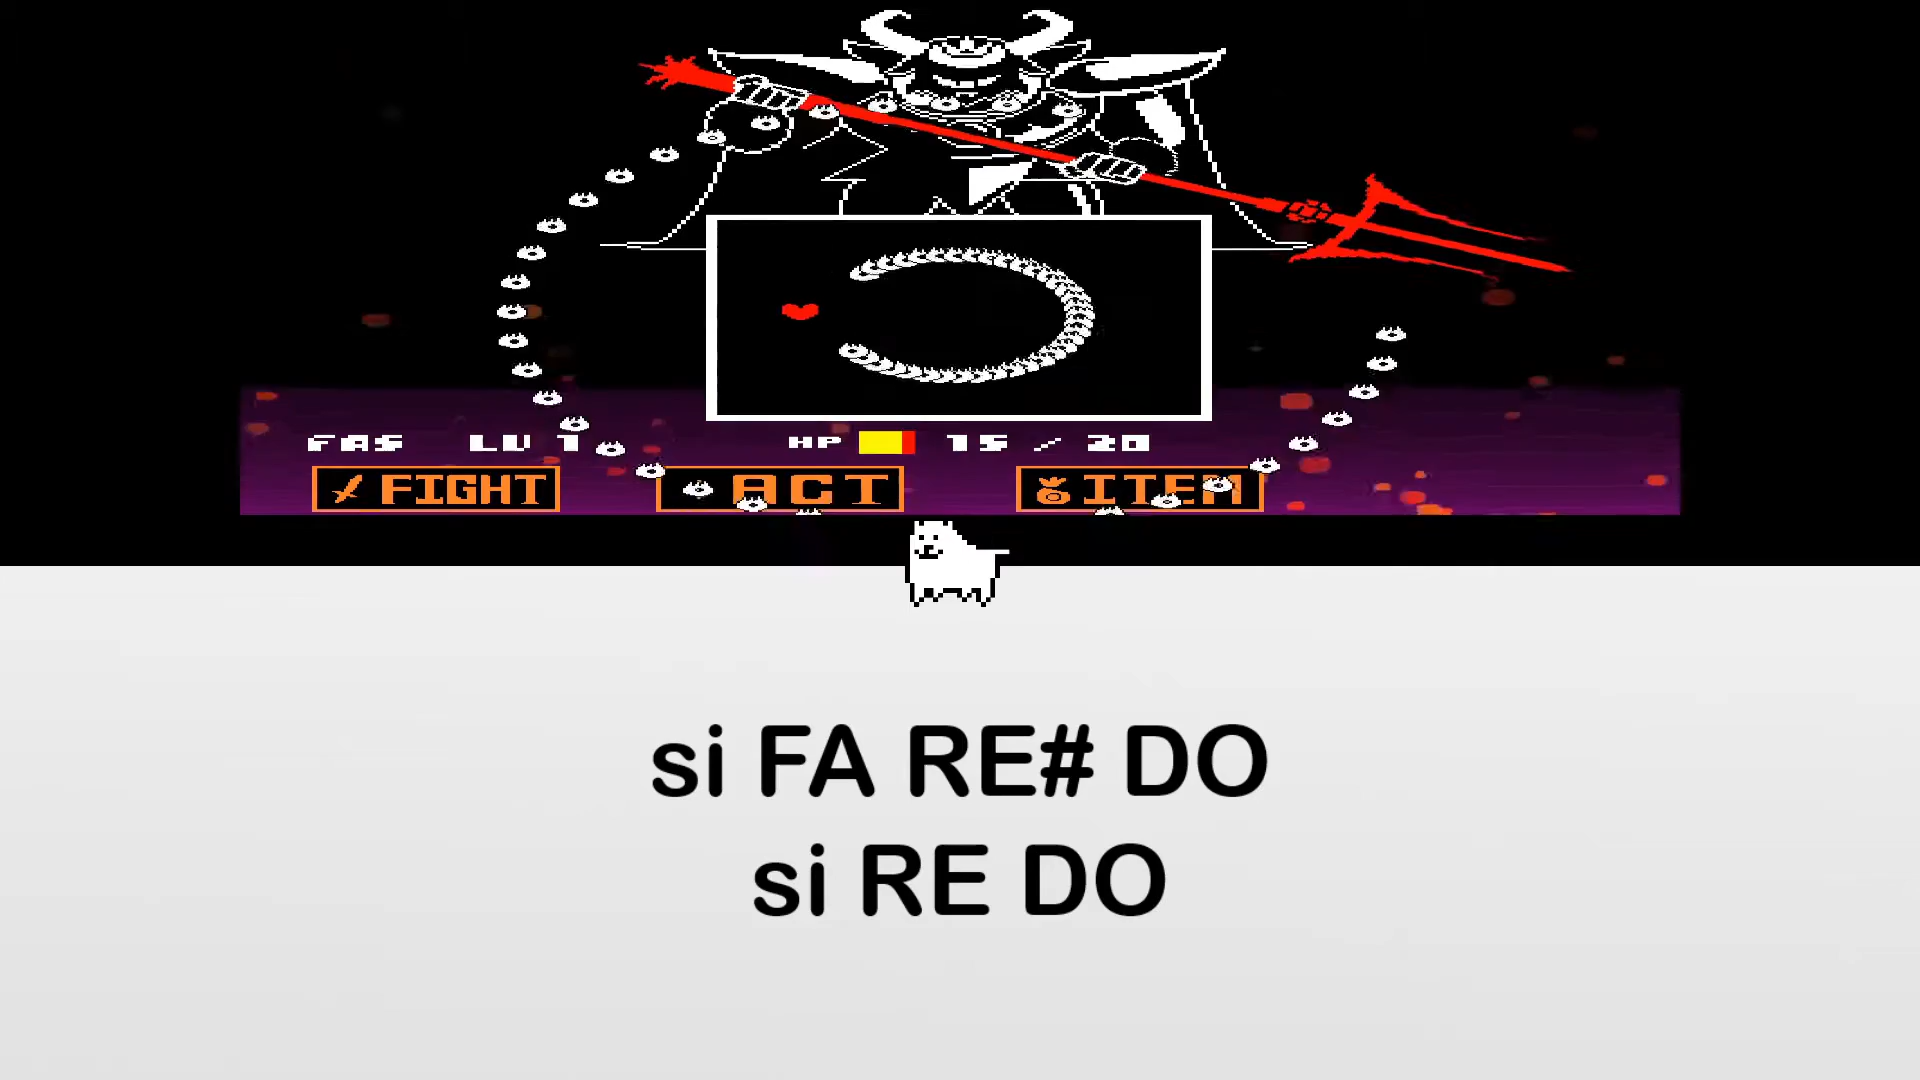 FAS LV 1 HP 15 / 20
FIGHT ACT ITEM
si FA RE# DO
si RE DO